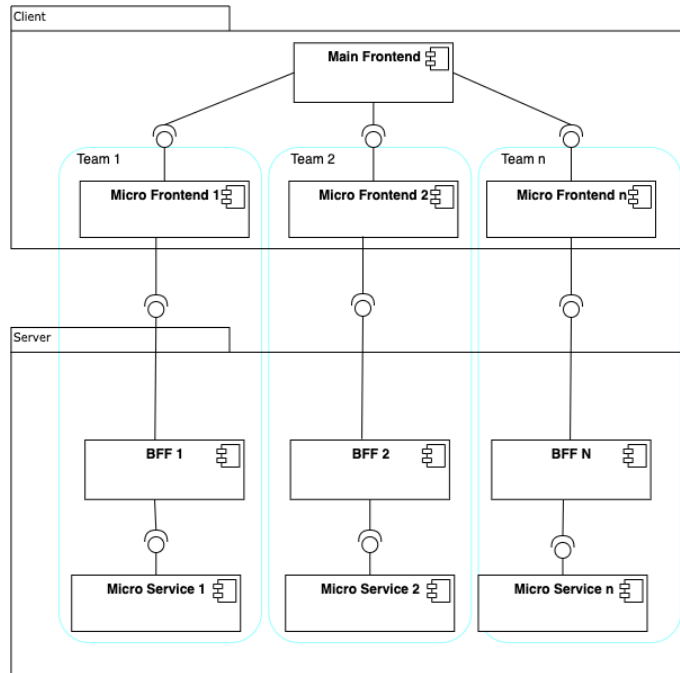 Client
Main Frontend
Team 1
Team 2
Team n
Micro Frontend 1
Micro Frontend 2
Micro Frontend n
Server
BFF 1
BFF 2
BFF N
Micro Service 1
Micro Service 2
Micro Service n